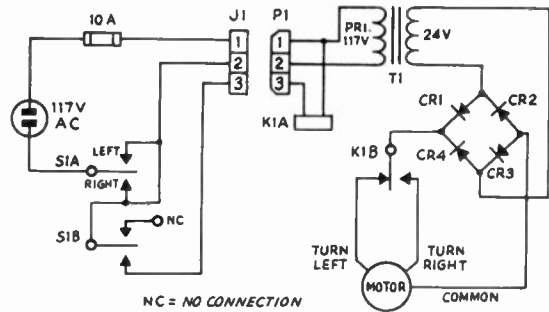 10 A
J1
P1
1
2
3
1
2
3
PRI.
117V
24V
T1
117V
AC
K1A
CR1
CR2
CR4
CR3
LEFT
S1A
RIGHT
K1B
NC
S1B
TURN
LEFT
TURN
RIGHT
MOTOR
COMMON
NC = NO CONNECTION